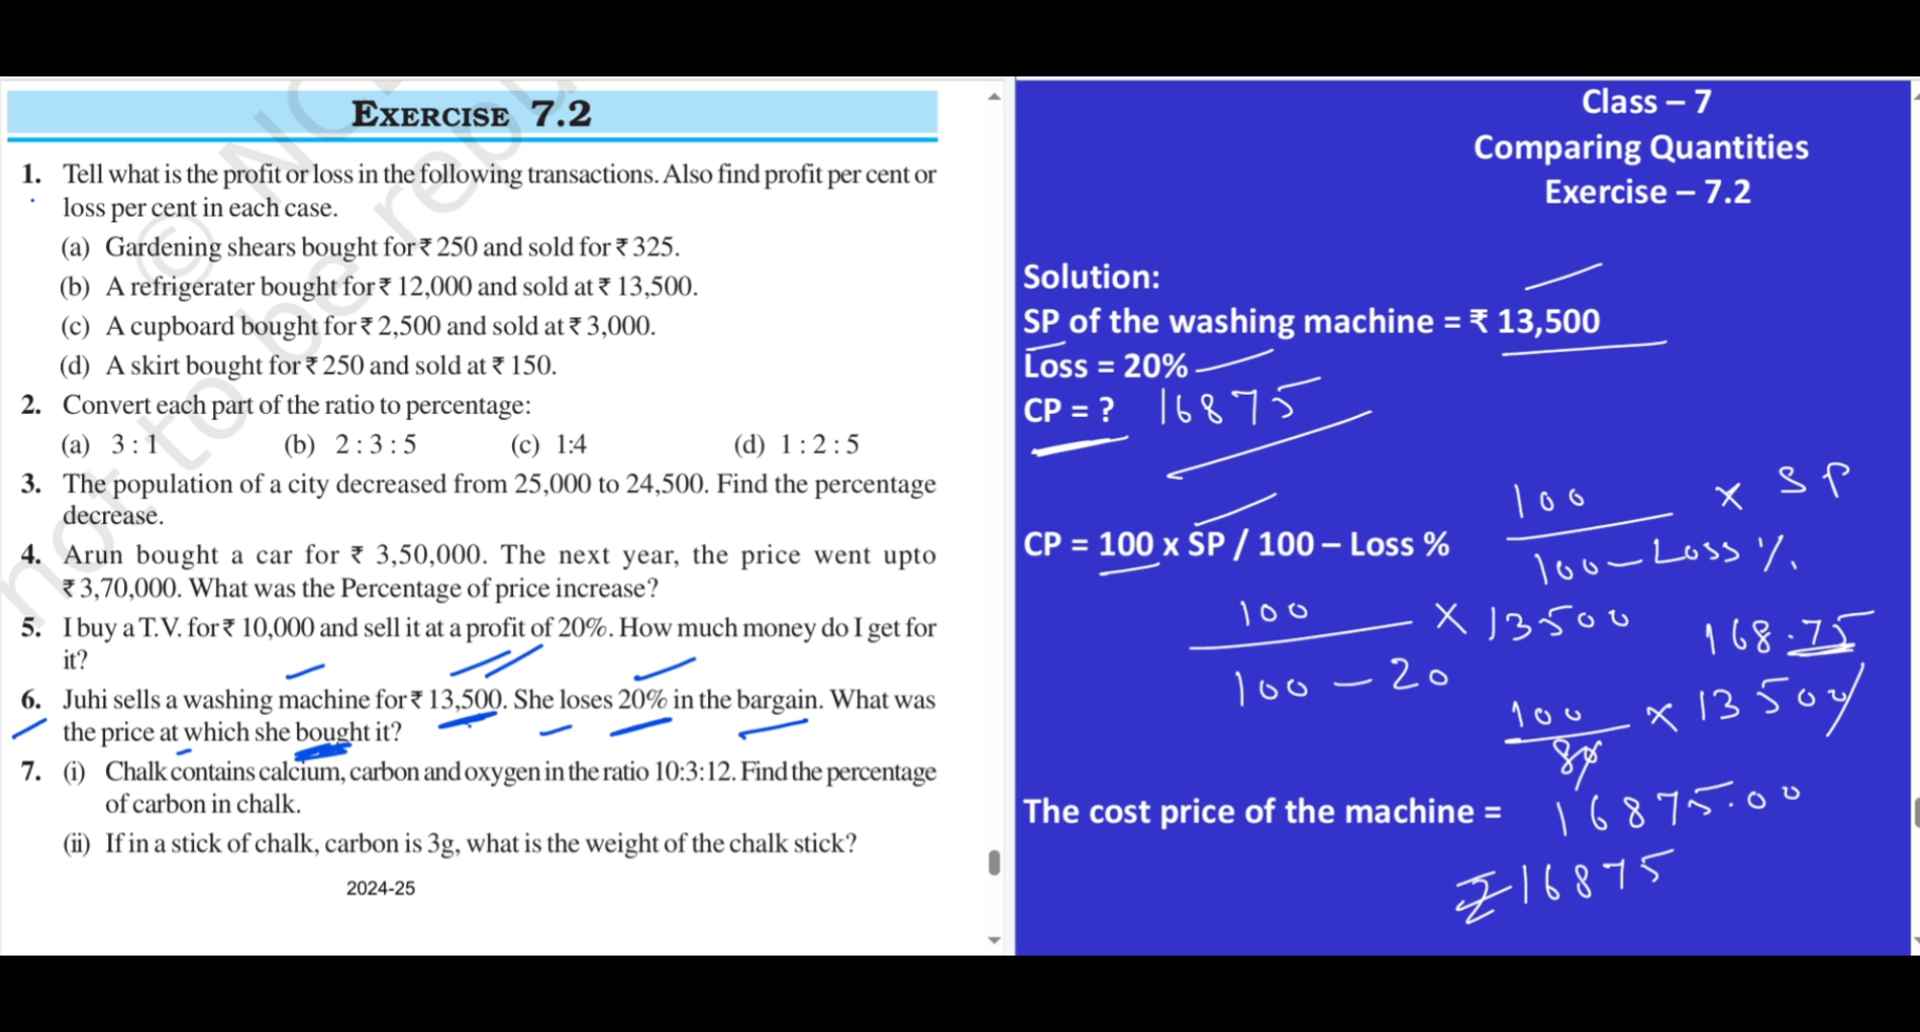 EXERCISE 7.2
1. Tell what is the profit or loss in the following transactions. Also find profit per cent or
loss per cent in each case.
(a) Gardening shears bought for ₹ 250 and sold for ₹ 325.
(b) A refrigerater bought for ₹ 12,000 and sold at ₹ 13,500.
(c) A cupboard bought for ₹ 2,500 and sold at ₹ 3,000.
(d) A skirt bought for ₹ 250 and sold at ₹ 150.
2. Convert each part of the ratio to percentage:
(a) 3 : 1 (b) 2 : 3 : 5 (c) 1:4 (d) 1 : 2 : 5
3. The population of a city decreased from 25,000 to 24,500. Find the percentage
decrease.
4. Arun bought a car for ₹ 3,50,000. The next year, the price went upto
₹ 3,70,000. What was the Percentage of price increase?
5. I buy a T.V. for ₹ 10,000 and sell it at a profit of 20%. How much money do I get for
it?
6. Juhi sells a washing machine for ₹ 13,500. She loses 20% in the bargain. What was
the price at which she bought it?
7. (i) Chalk contains calcium, carbon and oxygen in the ratio 10:3:12. Find the percentage
of carbon in chalk.
(ii) If in a stick of chalk, carbon is 3g, what is the weight of the chalk stick?
2024-25
© NC
not to be repu
Class – 7
Comparing Quantities
Exercise – 7.2
Solution:
SP of the washing machine = ₹ 13,500
Loss = 20%
CP = ? 16875
CP = 100 x SP / 100 – Loss %
100 × SP
100 – Loss %
100 × 13500
100 – 20
168.75
100 × 13500
80
The cost price of the machine = 16875.00
₹ 16875